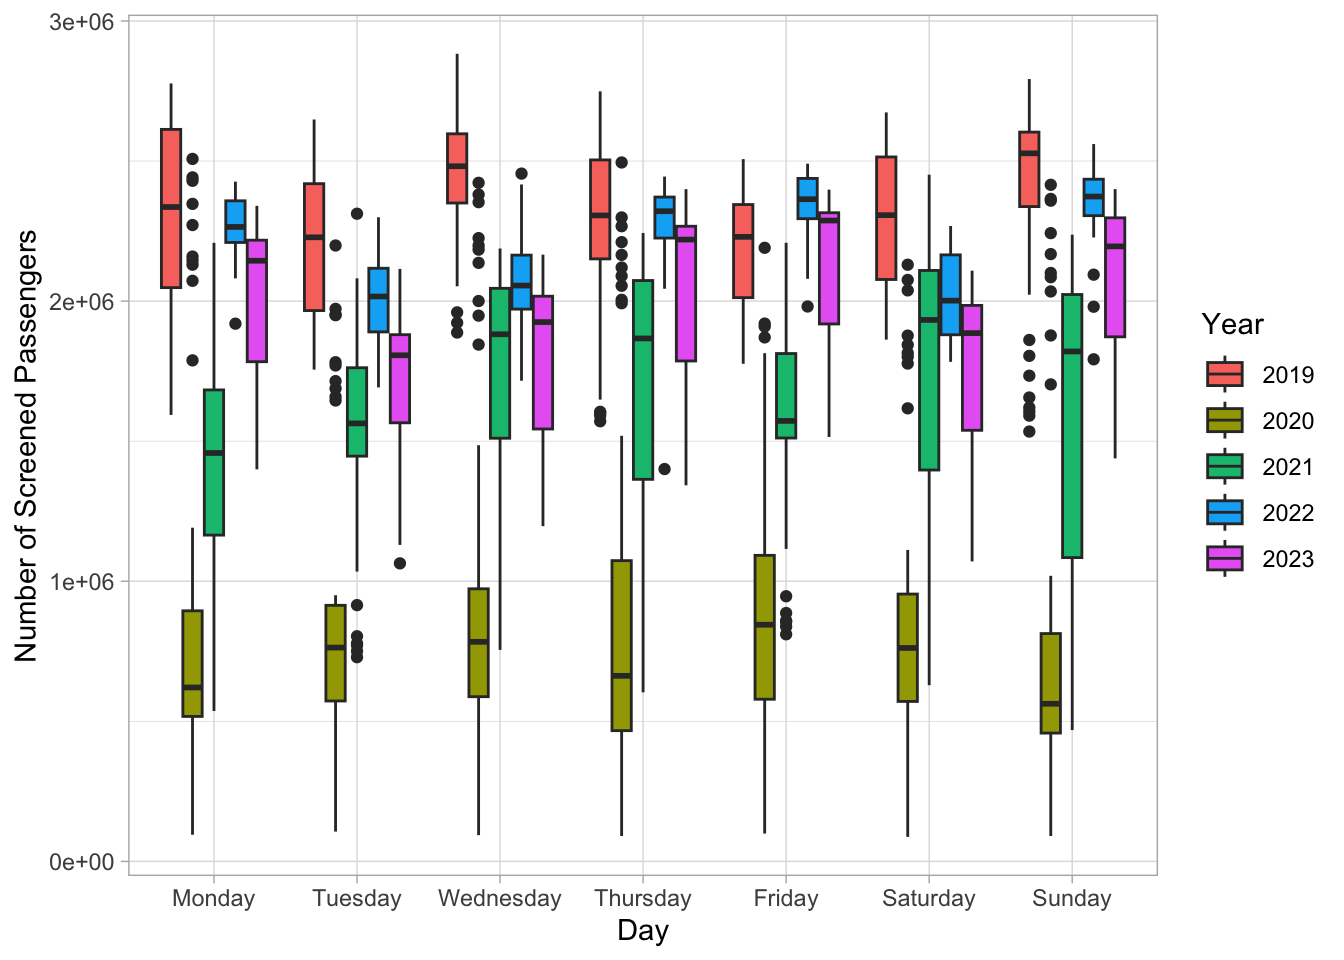 Number of Screened Passengers
3e+06
2e+06
1e+06
0e+00
Monday Tuesday Wednesday Thursday Friday Saturday Sunday
Day
Year
2019
2020
2021
2022
2023